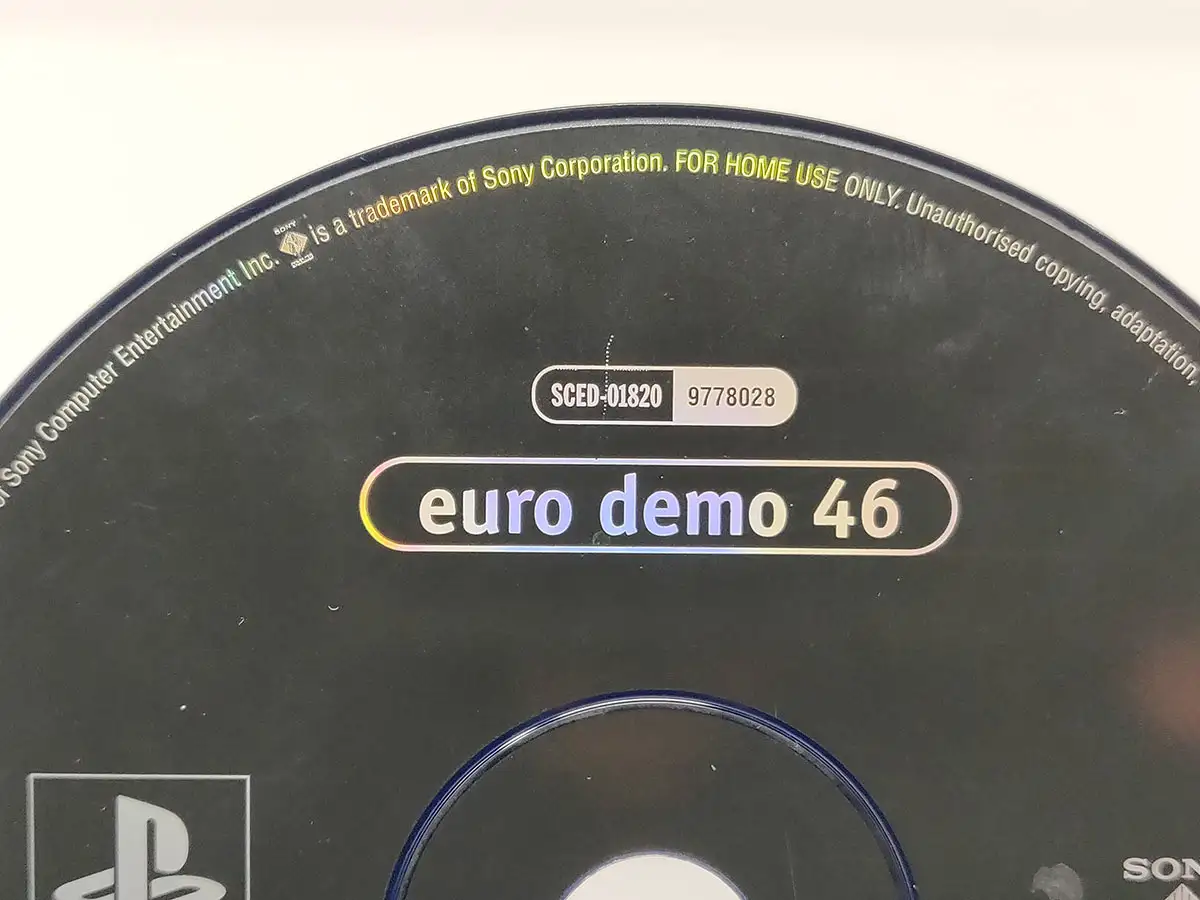 of Sony Computer Entertainment Inc. SONY is a trademark of Sony Corporation. FOR HOME USE ONLY. Unauthorised copying, adaptation,
SCED-01820 9778028
euro demo 46
SON